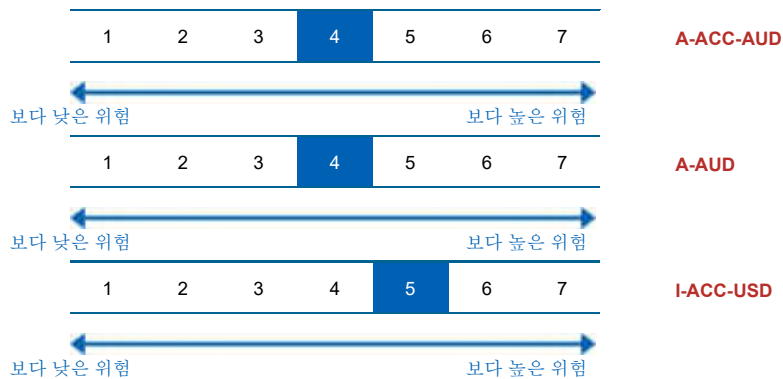 1 2 3 4 5 6 7 A-ACC-AUD
보다 낮은 위험 보다 높은 위험
1 2 3 4 5 6 7 A-AUD
보다 낮은 위험 보다 높은 위험
1 2 3 4 5 6 7 I-ACC-USD
보다 낮은 위험 보다 높은 위험